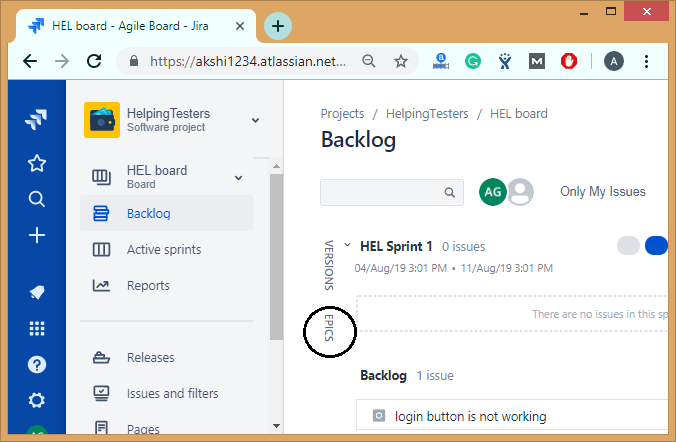 HEL board - Agile Board - Jira
https://akshi1234.atlassian.net...
A
HelpingTesters
Software project
HEL board
Board
Backlog
Active sprints
Reports
Releases
Issues and filters
Pages
AG
Projects / HelpingTesters / HEL board
Backlog
AG
Only My Issues
VERSIONS
EPICS
HEL Sprint 1 0 issues
04/Aug/19 3:01 PM • 11/Aug/19 3:01 PM
There are no issues in this sp
Backlog 1 issue
login button is not working